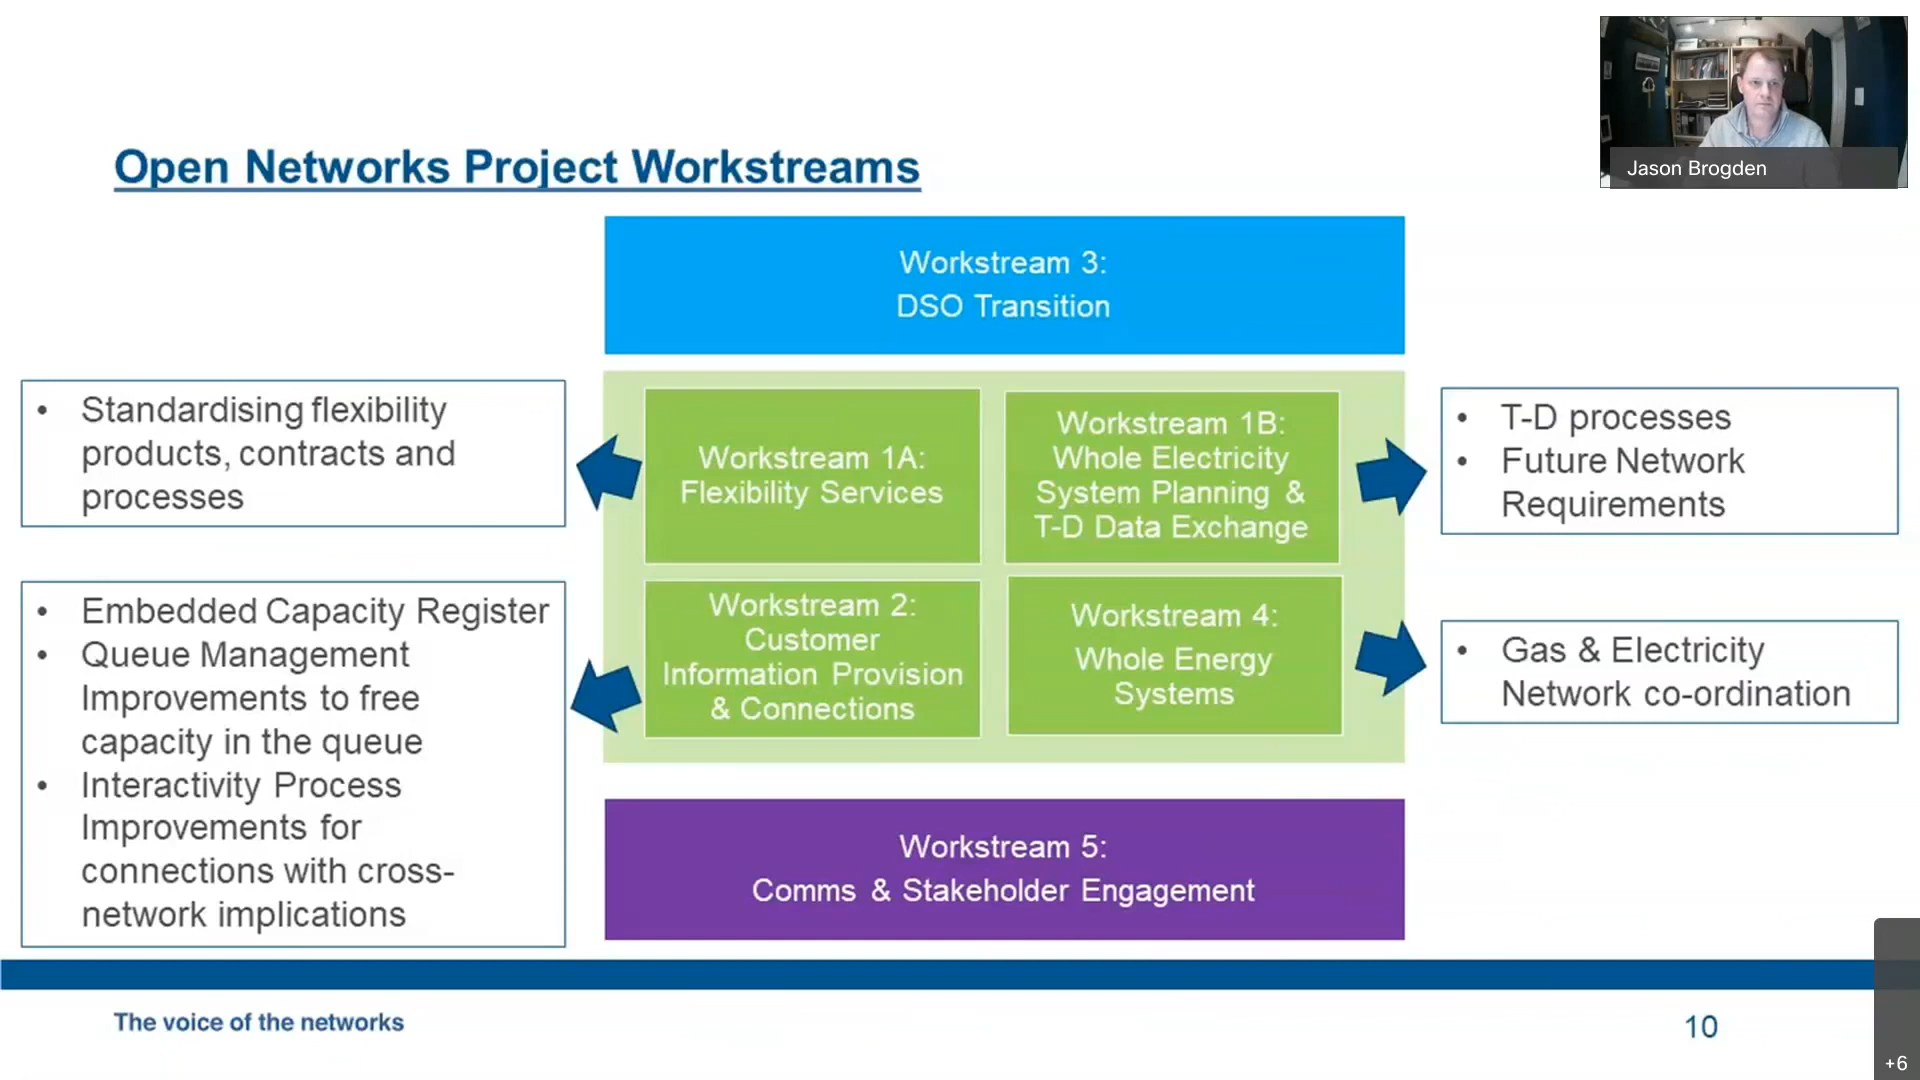 Jason Brogden
Open Networks Project Workstreams
Workstream 3:
DSO Transition
• Standardising flexibility
products, contracts and
processes
Workstream 1A:
Flexibility Services
Workstream 1B:
Whole Electricity
System Planning &
T-D Data Exchange
• T-D processes
• Future Network
Requirements
• Embedded Capacity Register
• Queue Management
Improvements to free
capacity in the queue
• Interactivity Process
Improvements for
connections with cross-
network implications
Workstream 2:
Customer
Information Provision
& Connections
Workstream 4:
Whole Energy
Systems
• Gas & Electricity
Network co-ordination
Workstream 5:
Comms & Stakeholder Engagement
The voice of the networks
10
+6